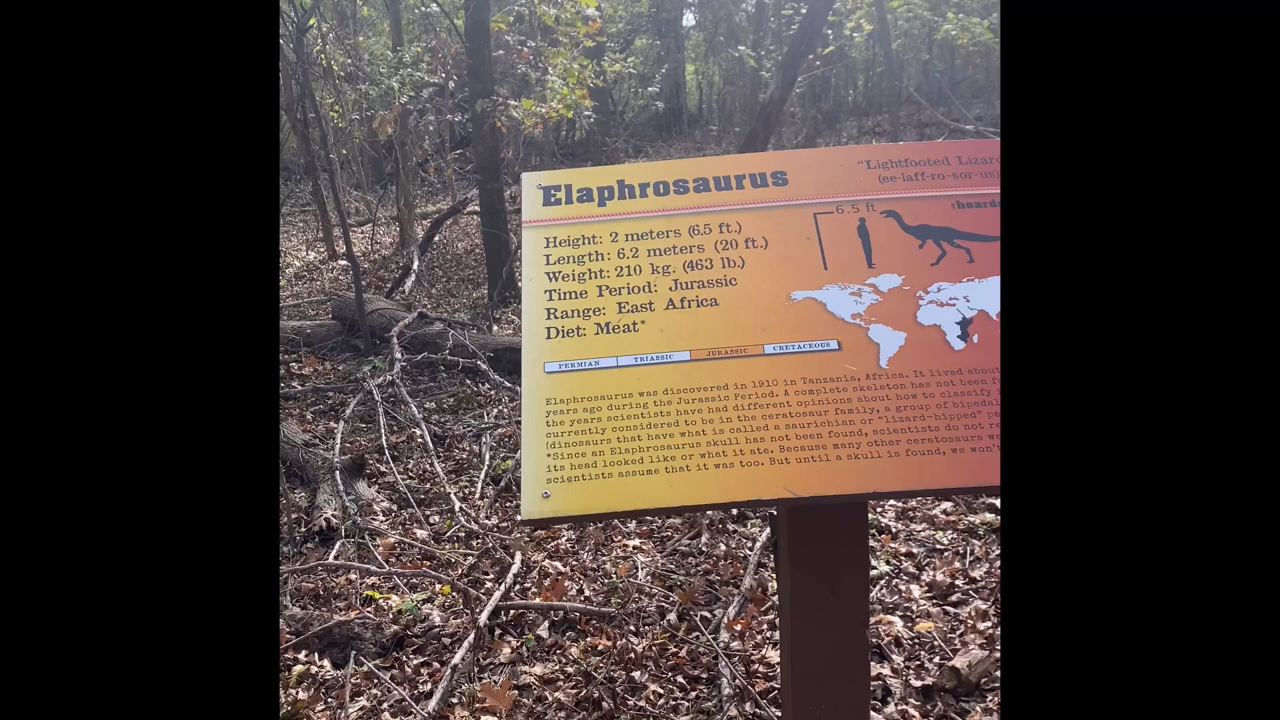 Elaphrosaurus
"Lightfooted Lizard
(ee-laff-ro-sor-us)
Height: 2 meters (6.5 ft.)
Length: 6.2 meters (20 ft.)
Weight: 210 kg. (463 lb.)
Time Period: Jurassic
Range: East Africa
Diet: Meat*
6.5 ft
#heards
PERMIAN TRIASSIC JURASSIC CRETACEOUS
Elaphrosaurus was discovered in 1910 in Tanzania, Africa. It lived about
years ago during the Jurassic Period. A complete skeleton has not been
the years scientists have had different opinions about how to classify
currently considered to be in the ceratosaur family, a group of bipedal
(dinosaurs that have what is called a saurichian or "lizard-hipped" pe
*Since an Elaphrosaurus skull has not been found, scientists do not re
its head looked like or what it ate. Because many other ceratosaurs we
scientists assume that it was too. But until a skull is found, we won't